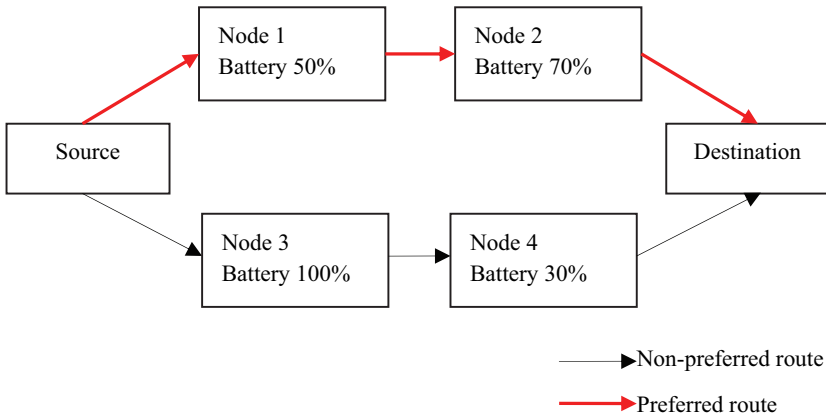 Node 1
Battery 50%
Node 2
Battery 70%
Source
Destination
Node 3
Battery 100%
Node 4
Battery 30%
Non-preferred route
Preferred route